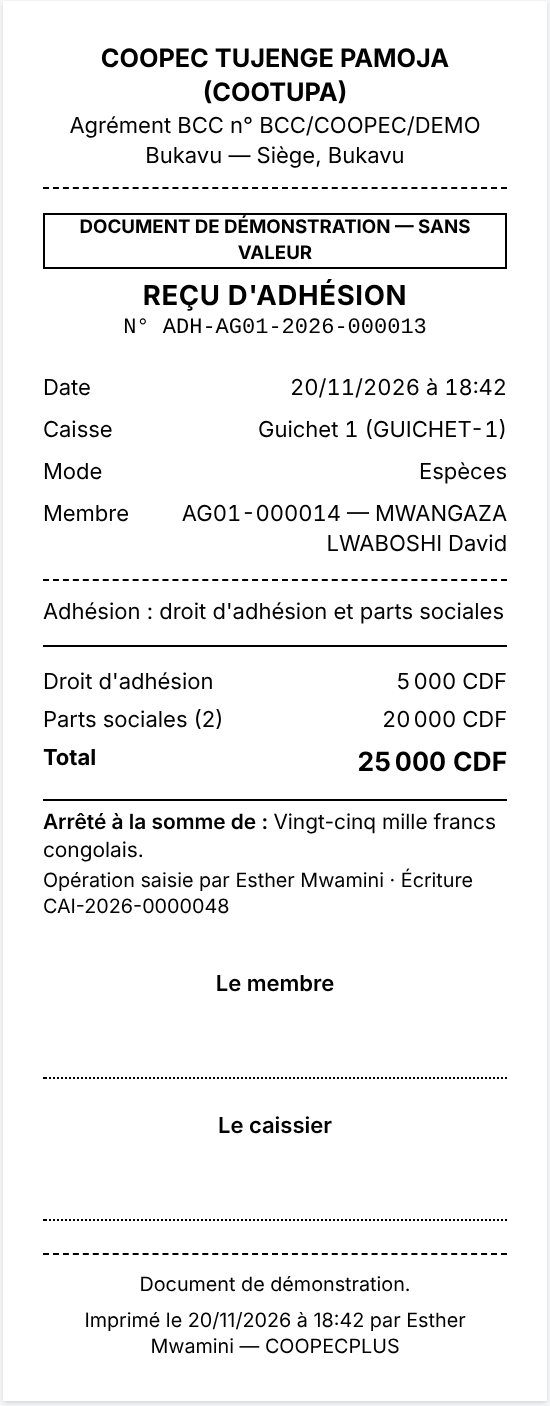 COOPEC TUJENGE PAMOJA
(COOTUPA)
Agrément BCC n° BCC/COOPEC/DEMO
Bukavu — Siège, Bukavu
DOCUMENT DE DÉMONSTRATION — SANS
VALEUR
REÇU D'ADHÉSION
N° ADH-AG01-2026-000013
Date 20/11/2026 à 18:42
Caisse Guichet 1 (GUICHET-1)
Mode Espèces
Membre AG01-000014 — MWANGAZA
LWABOSHI David
Adhésion : droit d'adhésion et parts sociales
Droit d'adhésion 5 000 CDF
Parts sociales (2) 20 000 CDF
Total 25 000 CDF
Arrêté à la somme de : Vingt-cinq mille francs
congolais.
Opération saisie par Esther Mwamini · Écriture
CAI-2026-0000048
Le membre
Le caissier
Document de démonstration.
Imprimé le 20/11/2026 à 18:42 par Esther
Mwamini — COOPECPLUS